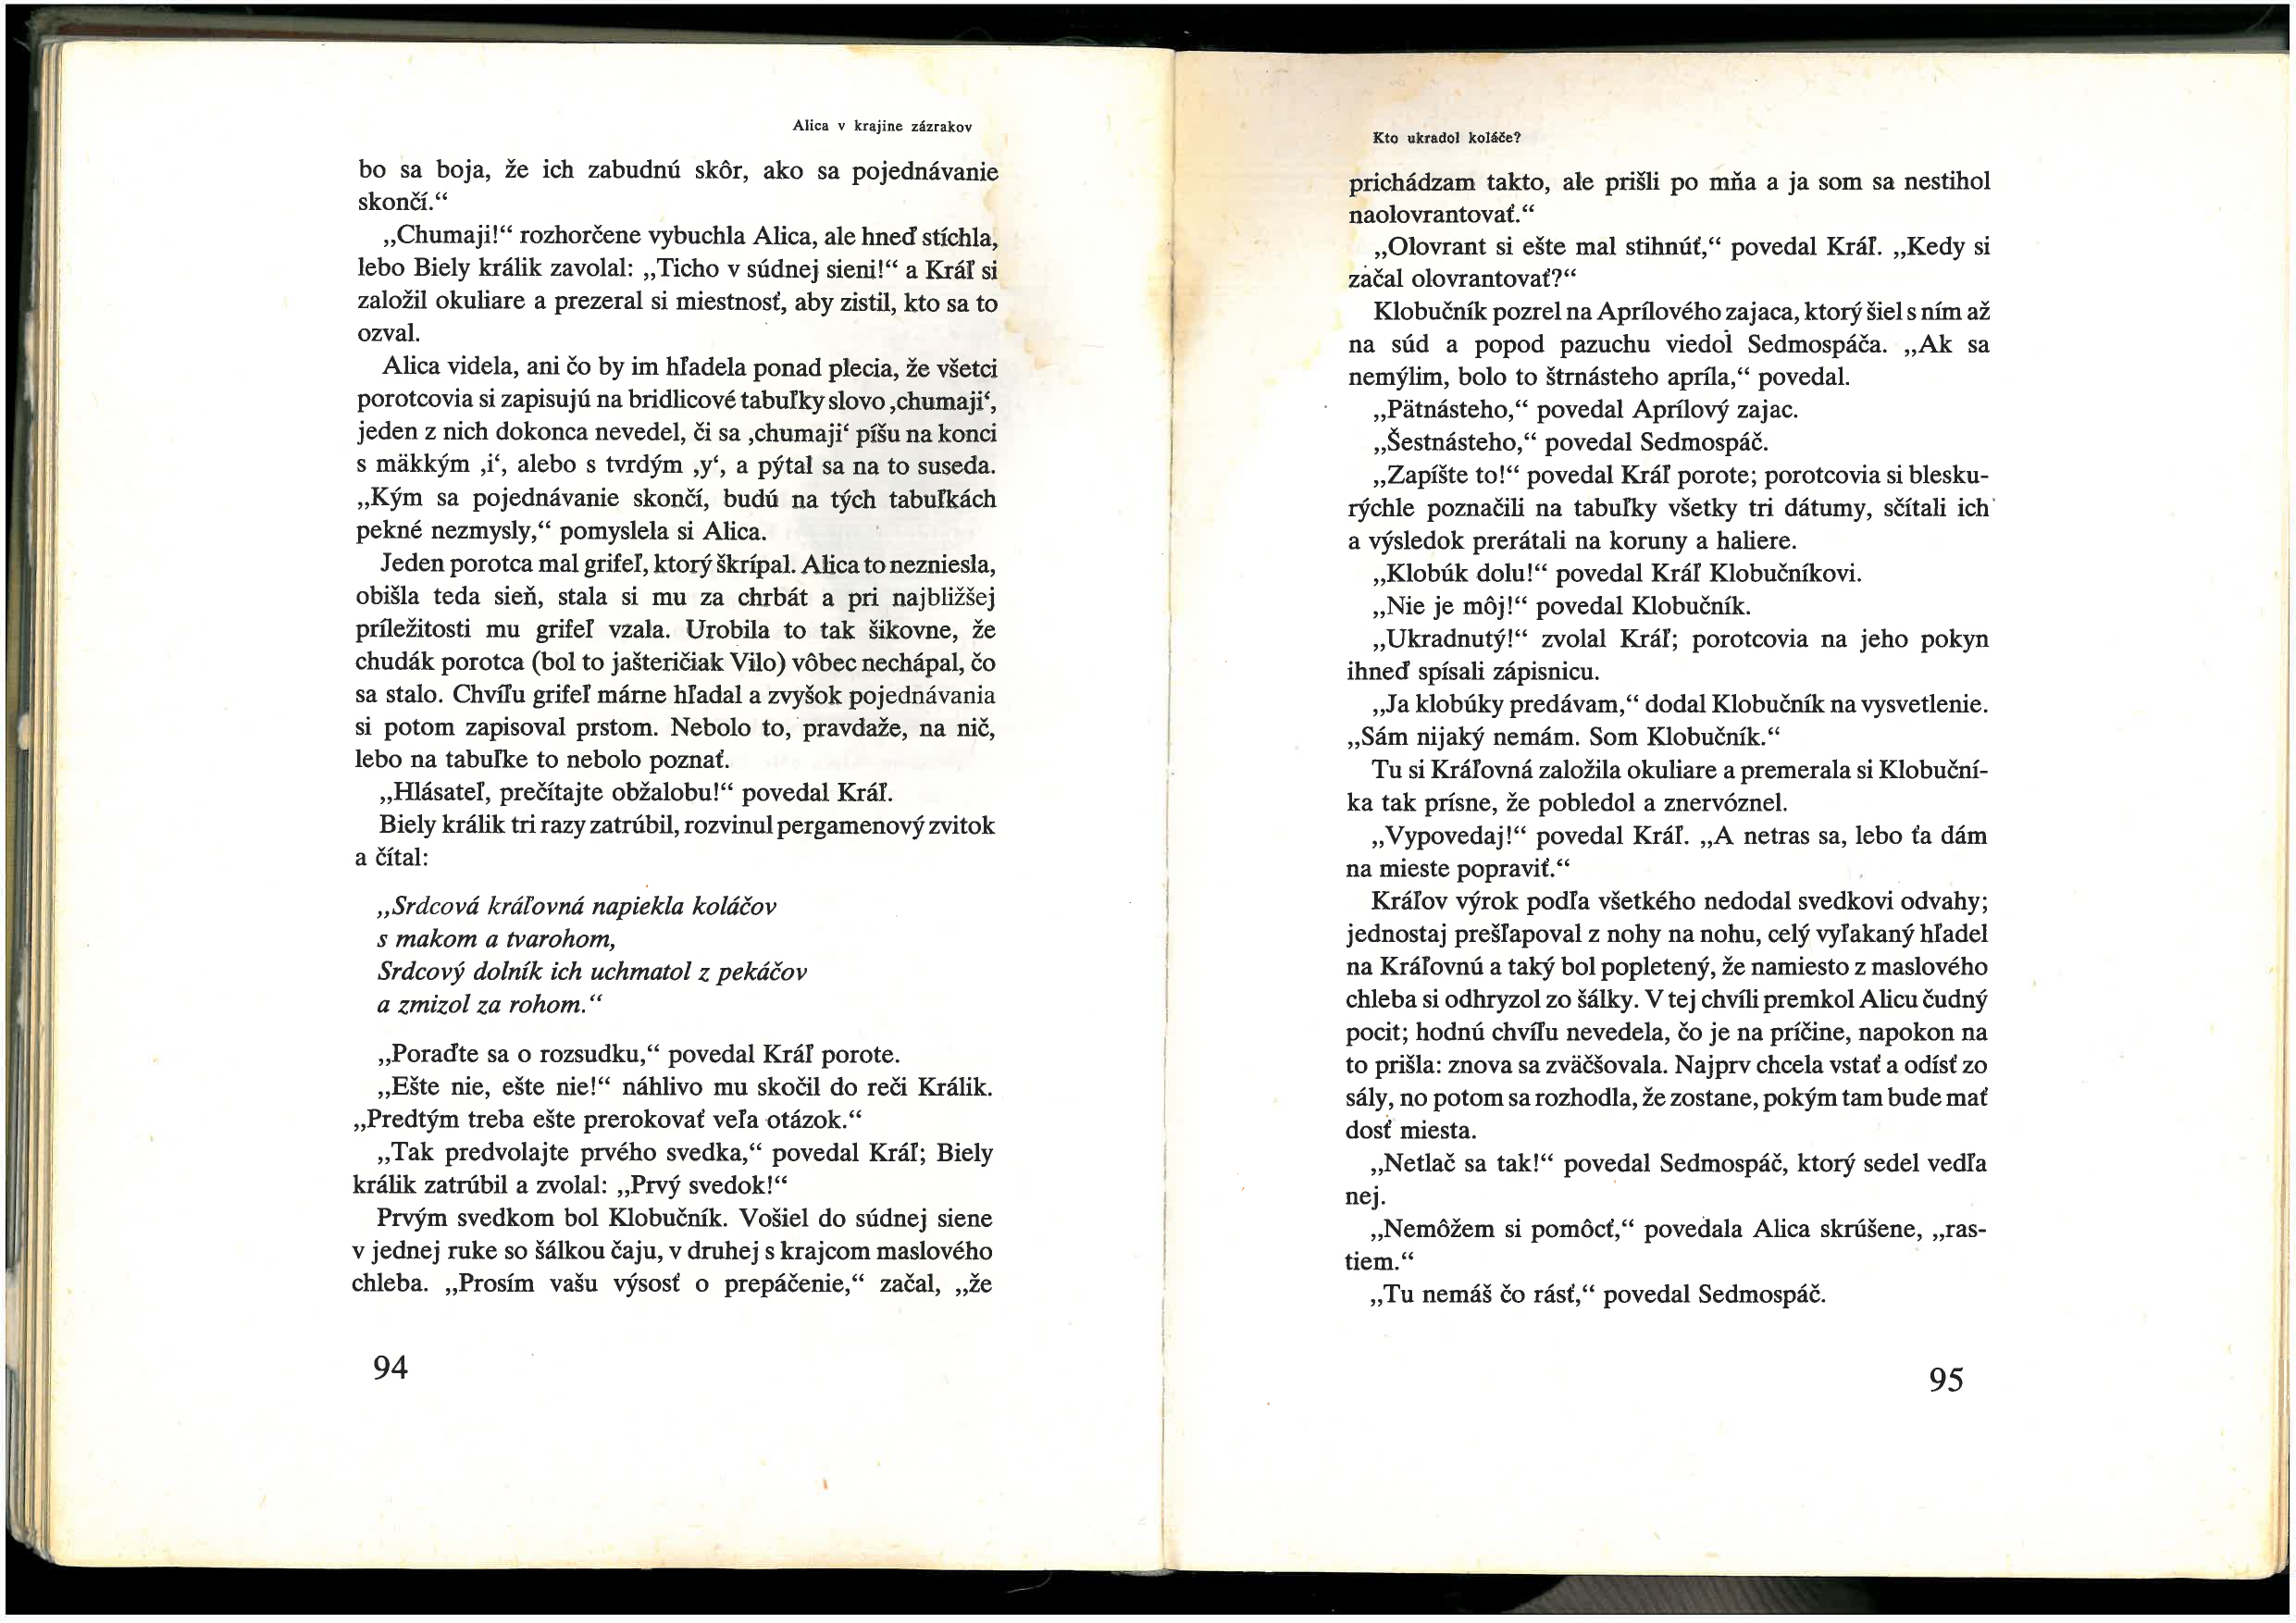 Alica v krajine zázrakov
bo sa boja, že ich zabudnú skôr, ako sa pojednávanie
skončí.“
„Chumaji!“ rozhorčene vybuchla Alica, ale hneď stíchla,
lebo Biely králik zavolal: „Ticho v súdnej sieni!“ a Kráľ si
založil okuliare a prezeral si miestnosť, aby zistil, kto sa to
ozval.
Alica videla, ani čo by im hľadela ponad plecia, že všetci
porotcovia si zapisujú na bridlicové tabuľky slovo ‚chumaji‘,
jeden z nich dokonca nevedel, či sa ‚chumaji‘ píšu na konci
s mäkkým ‚i‘, alebo s tvrdým ‚y‘, a pýtal sa na to suseda.
„Kým sa pojednávanie skončí, budú na tých tabuľkách
pekné nezmysly,“ pomyslela si Alica.
Jeden porotca mal grifeľ, ktorý škrípal. Alica to nezniesla,
obišla teda sieň, stala si mu za chrbát a pri najbližšej
príležitosti mu grifeľ vzala. Urobila to tak šikovne, že
chudák porotca (bol to jašteričiak Vilo) vôbec nechápal, čo
sa stalo. Chvíľu grifeľ márne hľadal a zvyšok pojednávania
si potom zapisoval prstom. Nebolo to, pravdaže, na nič,
lebo na tabuľke to nebolo poznať.
„Hlásateľ, prečítajte obžalobu!“ povedal Kráľ.
Biely králik tri razy zatrúbil, rozvinul pergamenový zvitok
a čítal:
„Srdcová kráľovná napiekla koláčov
s makom a tvarohom,
Srdcový dolník ich uchmatol z pekáčov
a zmizol za rohom.“
„Poraďte sa o rozsudku,“ povedal Kráľ porote.
„Ešte nie, ešte nie!“ náhlivo mu skočil do reči Králik.
„Predtým treba ešte prerokovať veľa otázok.“
„Tak predvolajte prvého svedka,“ povedal Kráľ; Biely
králik zatrúbil a zvolal: „Prvý svedok!“
Prvým svedkom bol Klobučník. Vošiel do súdnej siene
v jednej ruke so šálkou čaju, v druhej s krajcom maslového
chleba. „Prosím vašu výsosť o prepáčenie,“ začal, „že
94
Kto ukradol koláče?
prichádzam takto, ale prišli po mňa a ja som sa nestihol
naolovrantovať.“
„Olovrant si ešte mal stihnúť,“ povedal Kráľ. „Kedy si
začal olovrantovať?“
Klobučník pozrel na Aprílového zajaca, ktorý šiel s ním až
na súd a popod pazuchu viedol Sedmospáča. „Ak sa
nemýlim, bolo to štrnásteho apríla,“ povedal.
„Pätnásteho,“ povedal Aprílový zajac.
„Šestnásteho,“ povedal Sedmospáč.
„Zapíšte to!“ povedal Kráľ porote; porotcovia si blesku-
rýchle poznačili na tabuľky všetky tri dátumy, sčítali ich
a výsledok prerátali na koruny a haliere.
„Klobúk dolu!“ povedal Kráľ Klobučníkovi.
„Nie je môj!“ povedal Klobučník.
„Ukradnutý!“ zvolal Kráľ; porotcovia na jeho pokyn
ihneď spísali zápisnicu.
„Ja klobúky predávam,“ dodal Klobučník na vysvetlenie.
„Sám nijaký nemám. Som Klobučník.“
Tu si Kráľovná založila okuliare a premerala si Klobuční-
ka tak prísne, že pobledol a znervóznel.
„Vypovedaj!“ povedal Kráľ. „A netras sa, lebo ťa dám
na mieste popraviť.“
Kráľov výrok podľa všetkého nedodal svedkovi odvahy;
jednostaj prešľapoval z nohy na nohu, celý vyľakaný hľadel
na Kráľovnú a taký bol popletený, že namiesto z maslového
chleba si odhryzol zo šálky. V tej chvíli premkol Alicu čudný
pocit; hodnú chvíľu nevedela, čo je na príčine, napokon na
to prišla: znova sa zväčšovala. Najprv chcela vstať a odísť zo
sály, no potom sa rozhodla, že zostane, pokým tam bude mať
dosť miesta.
„Netlač sa tak!“ povedal Sedmospáč, ktorý sedel vedľa
nej.
„Nemôžem si pomôcť,“ povedala Alica skrúšene, „ras-
tiem.“
„Tu nemáš čo rásť,“ povedal Sedmospáč.
95